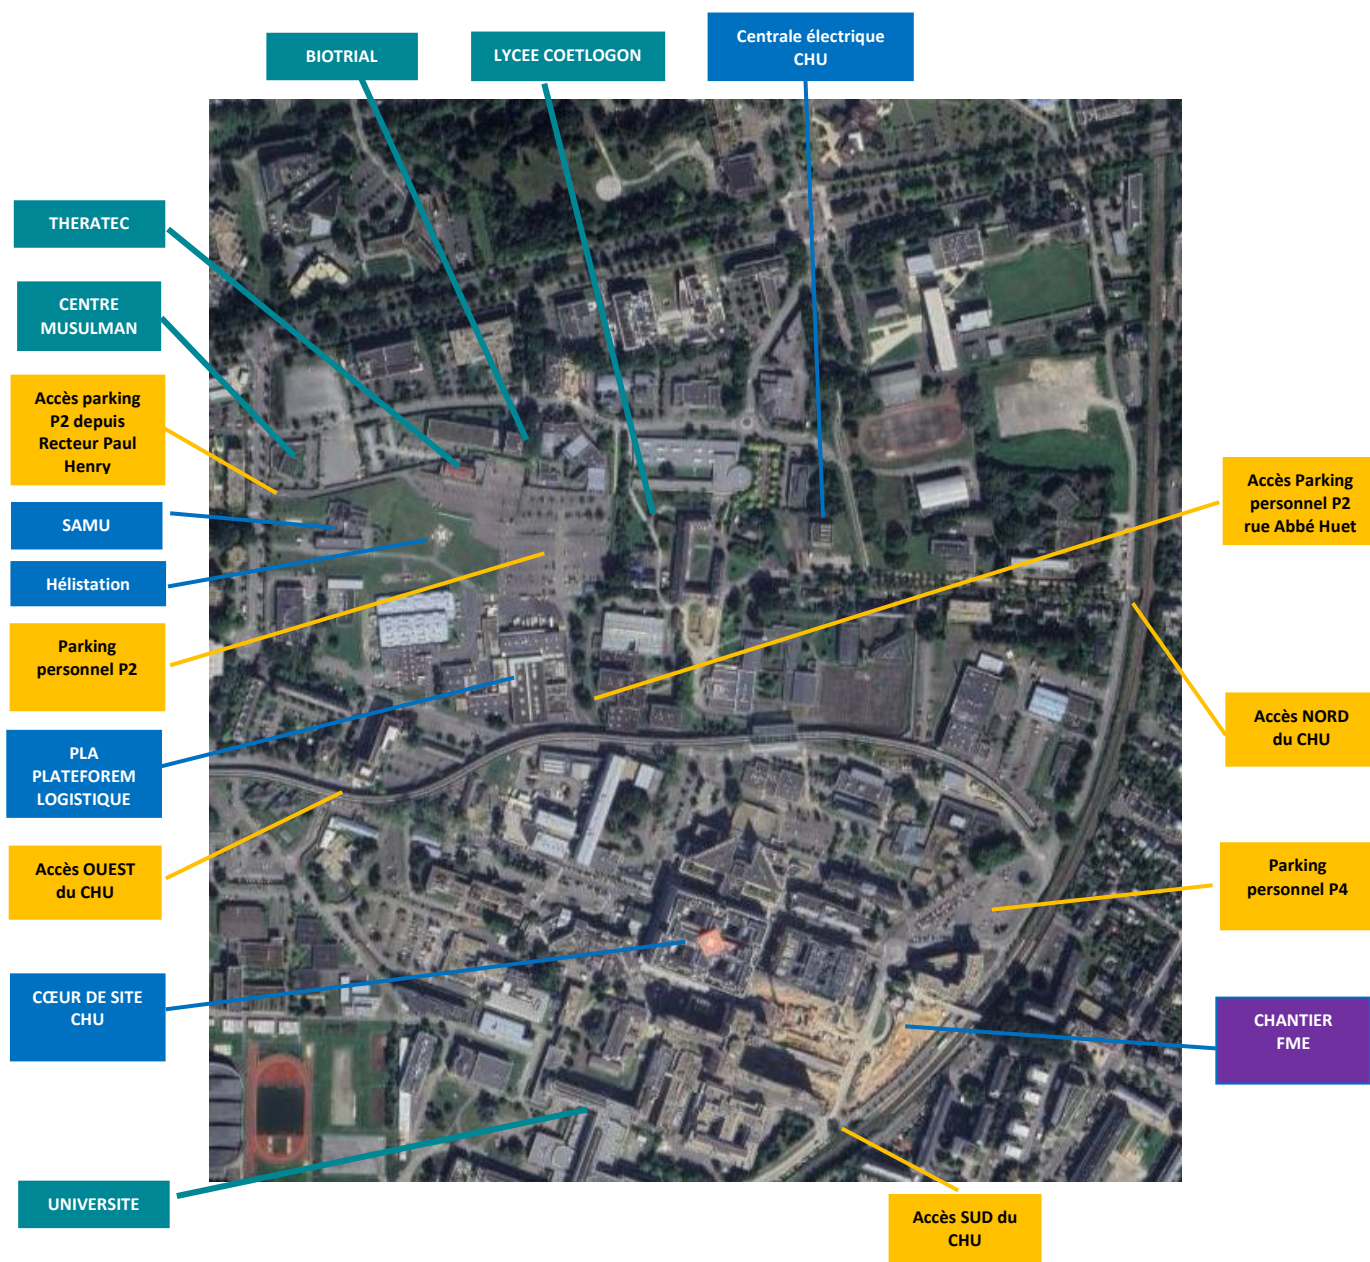 BIOTRIAL
LYCEE COETLOGON
Centrale électrique
CHU
THERATEC
CENTRE
MUSULMAN
Accès parking
P2 depuis
Recteur Paul
Henry
SAMU
Hélistation
Parking
personnel P2
PLA
PLATEFOREM
LOGISTIQUE
Accès OUEST
du CHU
CŒUR DE SITE
CHU
UNIVERSITE
Accès Parking
personnel P2
rue Abbé Huet
Accès NORD
du CHU
Parking
personnel P4
CHANTIER
FME
Accès SUD du
CHU